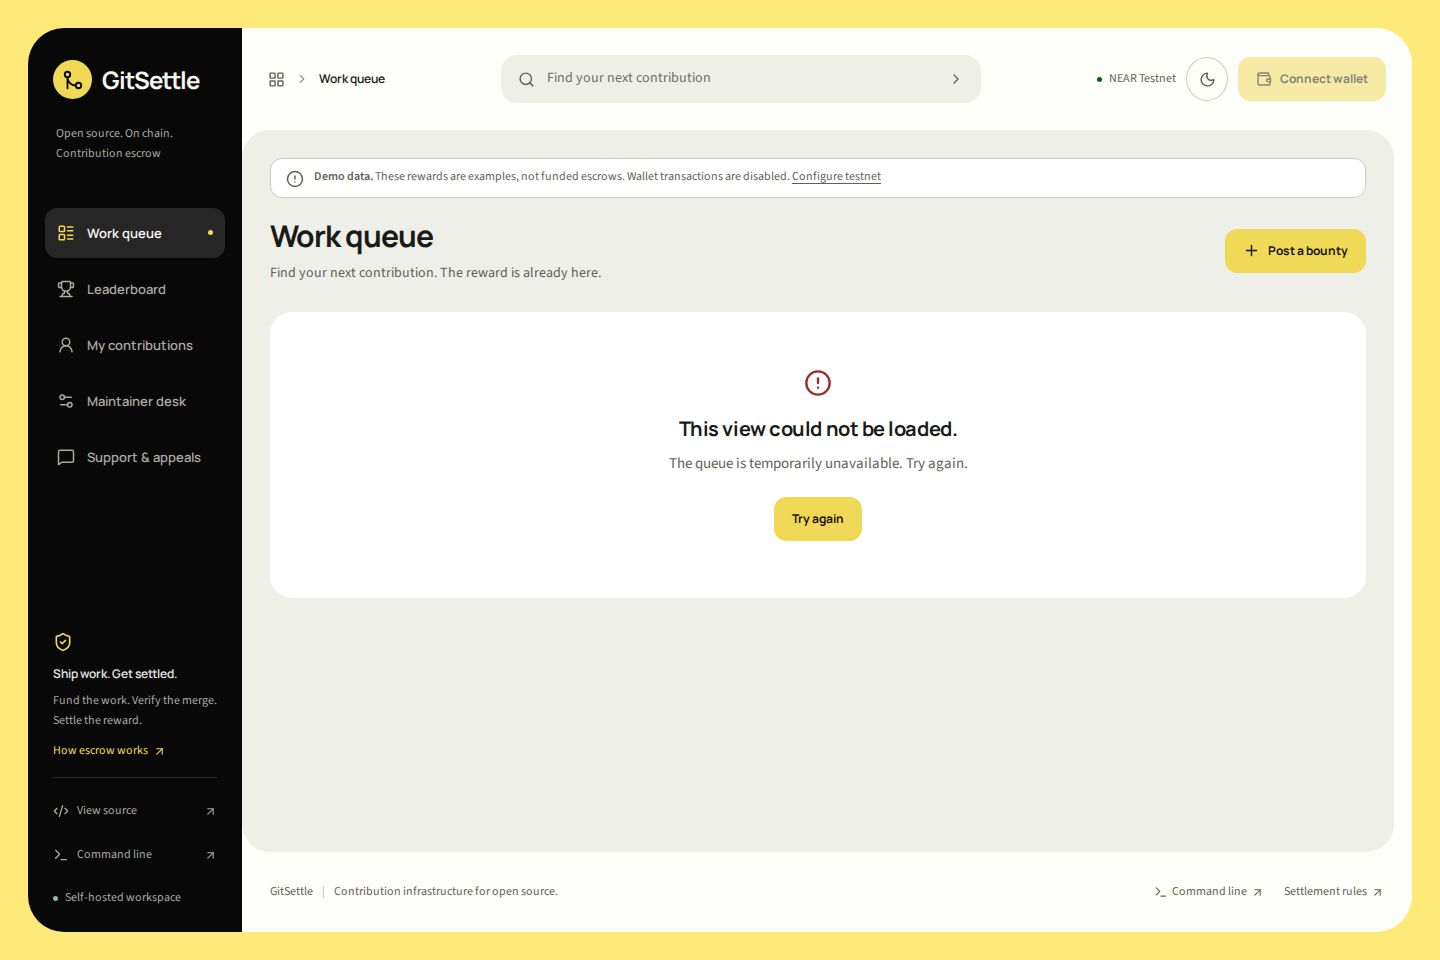 GitSettle
Open source. On chain.
Contribution escrow
Work queue
Leaderboard
My contributions
Maintainer desk
Support & appeals
Ship work. Get settled.
Fund the work. Verify the merge.
Settle the reward.
How escrow works
View source
Command line
Self-hosted workspace
Work queue
Find your next contribution
NEAR Testnet
Connect wallet
Demo data. These rewards are examples, not funded escrows. Wallet transactions are disabled. Configure testnet
Work queue
Find your next contribution. The reward is already here.
Post a bounty
This view could not be loaded.
The queue is temporarily unavailable. Try again.
Try again
GitSettle
Contribution infrastructure for open source.
Command line
Settlement rules